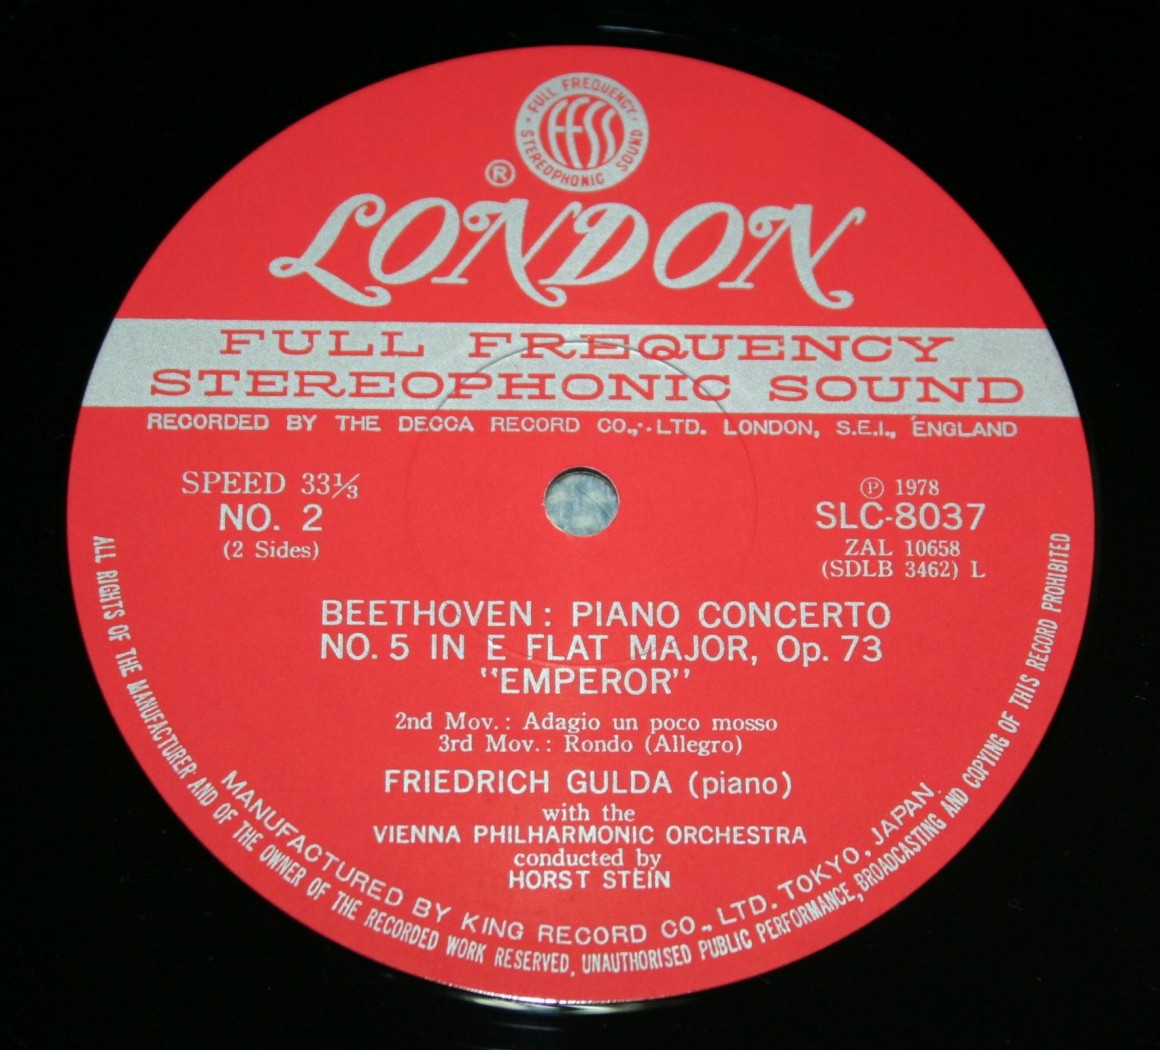 FULL FREQUENCY
STEREOPHONIC SOUND
FFSS
®
LONDON
FULL FREQUENCY
STEREOPHONIC SOUND
RECORDED BY THE DECCA RECORD CO., LTD. LONDON, S.E.I., ENGLAND
SPEED 33⅓
NO. 2
(2 Sides)
℗ 1978
SLC-8037
ZAL 10658
(SDLB 3462) L
BEETHOVEN: PIANO CONCERTO
NO. 5 IN E FLAT MAJOR, Op. 73
"EMPEROR"
2nd Mov.: Adagio un poco mosso
3rd Mov.: Rondo (Allegro)
FRIEDRICH GULDA (piano)
with the
VIENNA PHILHARMONIC ORCHESTRA
conducted by
HORST STEIN
MANUFACTURED BY KING RECORD CO., LTD. TOKYO, JAPAN.
ALL RIGHTS OF THE MANUFACTURER AND OF THE OWNER OF THE RECORDED WORK RESERVED. UNAUTHORISED PUBLIC PERFORMANCE, BROADCASTING AND COPYING OF THIS RECORD PROHIBITED